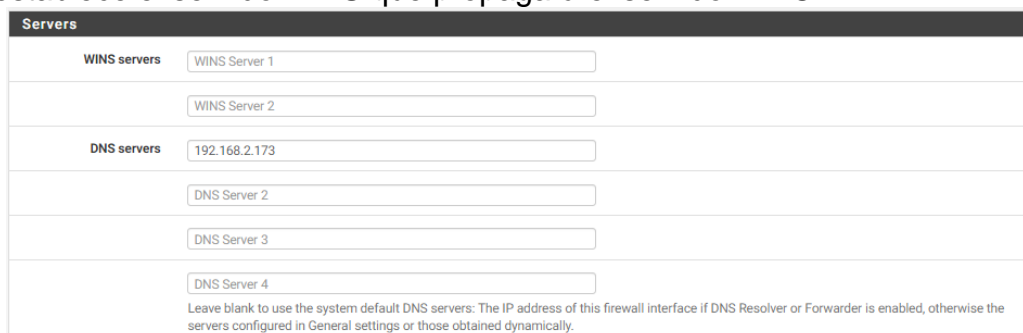 Servers
WINS servers WINS Server 1
WINS Server 2
DNS servers 192.168.2.173
DNS Server 2
DNS Server 3
DNS Server 4
Leave blank to use the system default DNS servers: The IP address of this firewall interface if DNS Resolver or Forwarder is enabled, otherwise the
servers configured in General settings or those obtained dynamically.